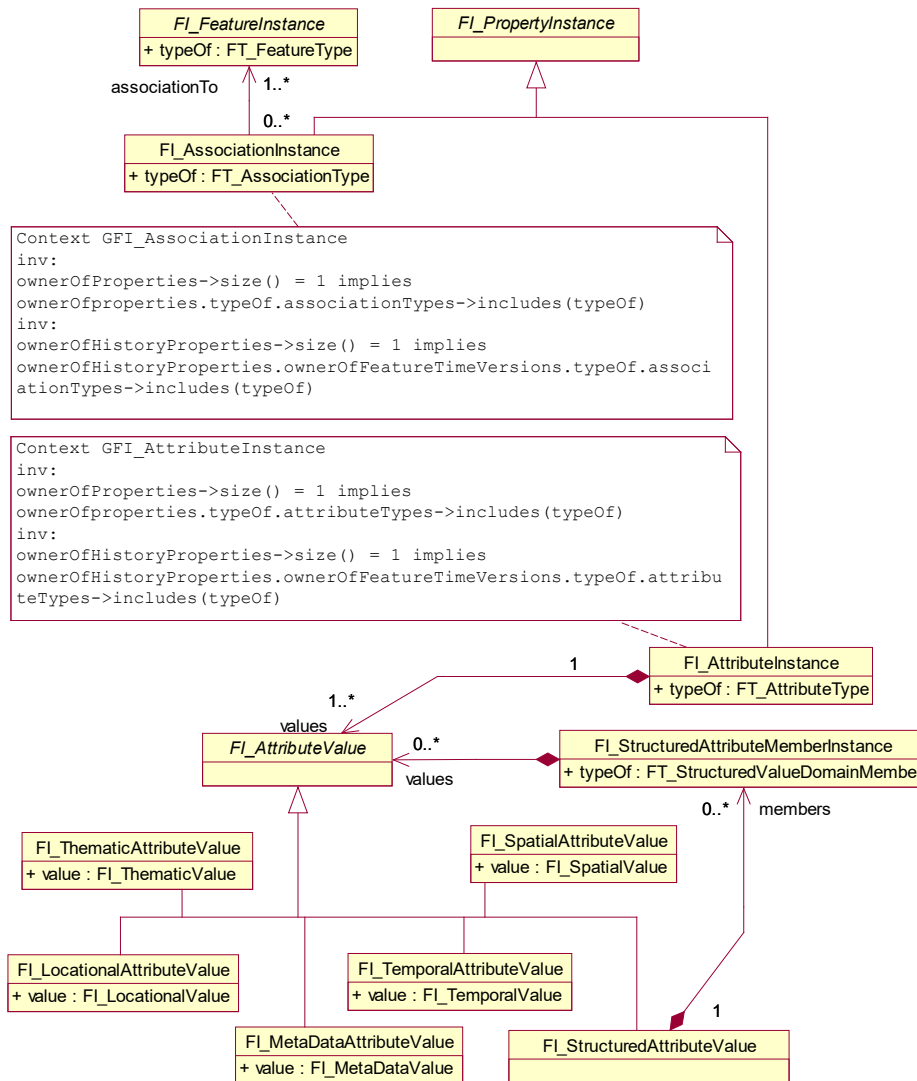 FI_FeatureInstance
+ typeOf : FT_FeatureType
FI_PropertyInstance
associationTo
1..*
0..*
FI_AssociationInstance
+ typeOf : FT_AssociationType
Context GFI_AssociationInstance
inv:
ownerOfProperties->size() = 1 implies
ownerOfproperties.typeOf.associationTypes->includes(typeOf)
inv:
ownerOfHistoryProperties->size() = 1 implies
ownerOfHistoryProperties.ownerOfFeatureTimeVersions.typeOf.associ
ationTypes->includes(typeOf)
Context GFI_AttributeInstance
inv:
ownerOfProperties->size() = 1 implies
ownerOfproperties.typeOf.attributeTypes->includes(typeOf)
inv:
ownerOfHistoryProperties->size() = 1 implies
ownerOfHistoryProperties.ownerOfFeatureTimeVersions.typeOf.attribu
teTypes->includes(typeOf)
FI_AttributeInstance
+ typeOf : FT_AttributeType
1
1..*
values
FI_AttributeValue
0..*
values
FI_StructuredAttributeMemberInstance
+ typeOf : FT_StructuredValueDomainMember
0..*
members
FI_ThematicAttributeValue
+ value : FI_ThematicValue
FI_SpatialAttributeValue
+ value : FI_SpatialValue
FI_LocationalAttributeValue
+ value : FI_LocationalValue
FI_TemporalAttributeValue
+ value : FI_TemporalValue
1
FI_MetaDataAttributeValue
+ value : FI_MetaDataValue
FI_StructuredAttributeValue